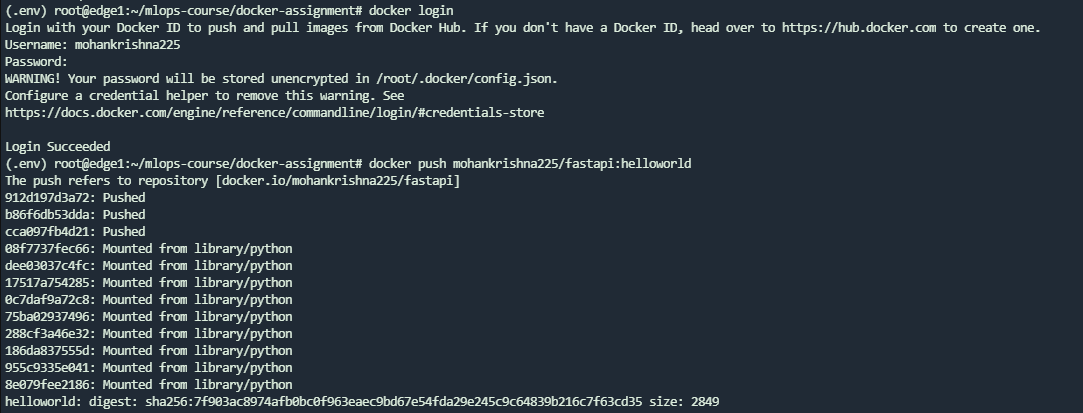 (.env) root@edge1:~/mlops-course/docker-assignment# docker login
Login with your Docker ID to push and pull images from Docker Hub. If you don't have a Docker ID, head over to https://hub.docker.com to create one.
Username: mohankrishna225
Password:
WARNING! Your password will be stored unencrypted in /root/.docker/config.json.
Configure a credential helper to remove this warning. See
https://docs.docker.com/engine/reference/commandline/login/#credentials-store
Login Succeeded
(.env) root@edge1:~/mlops-course/docker-assignment# docker push mohankrishna225/fastapi:helloworld
The push refers to repository [docker.io/mohankrishna225/fastapi]
912d197d3a72: Pushed
b86f6db53dda: Pushed
cca097fb4d21: Pushed
08f7737fec66: Mounted from library/python
dee03037c4fc: Mounted from library/python
17517a754285: Mounted from library/python
0c7daf9a72c8: Mounted from library/python
75ba02937496: Mounted from library/python
288cf3a46e32: Mounted from library/python
186da837555d: Mounted from library/python
955c9335e041: Mounted from library/python
8e079fee2186: Mounted from library/python
helloworld: digest: sha256:7f903ac8974afb0bc0f963eaec9bd67e54fda29e245c9c64839b216c7f63cd35 size: 2849